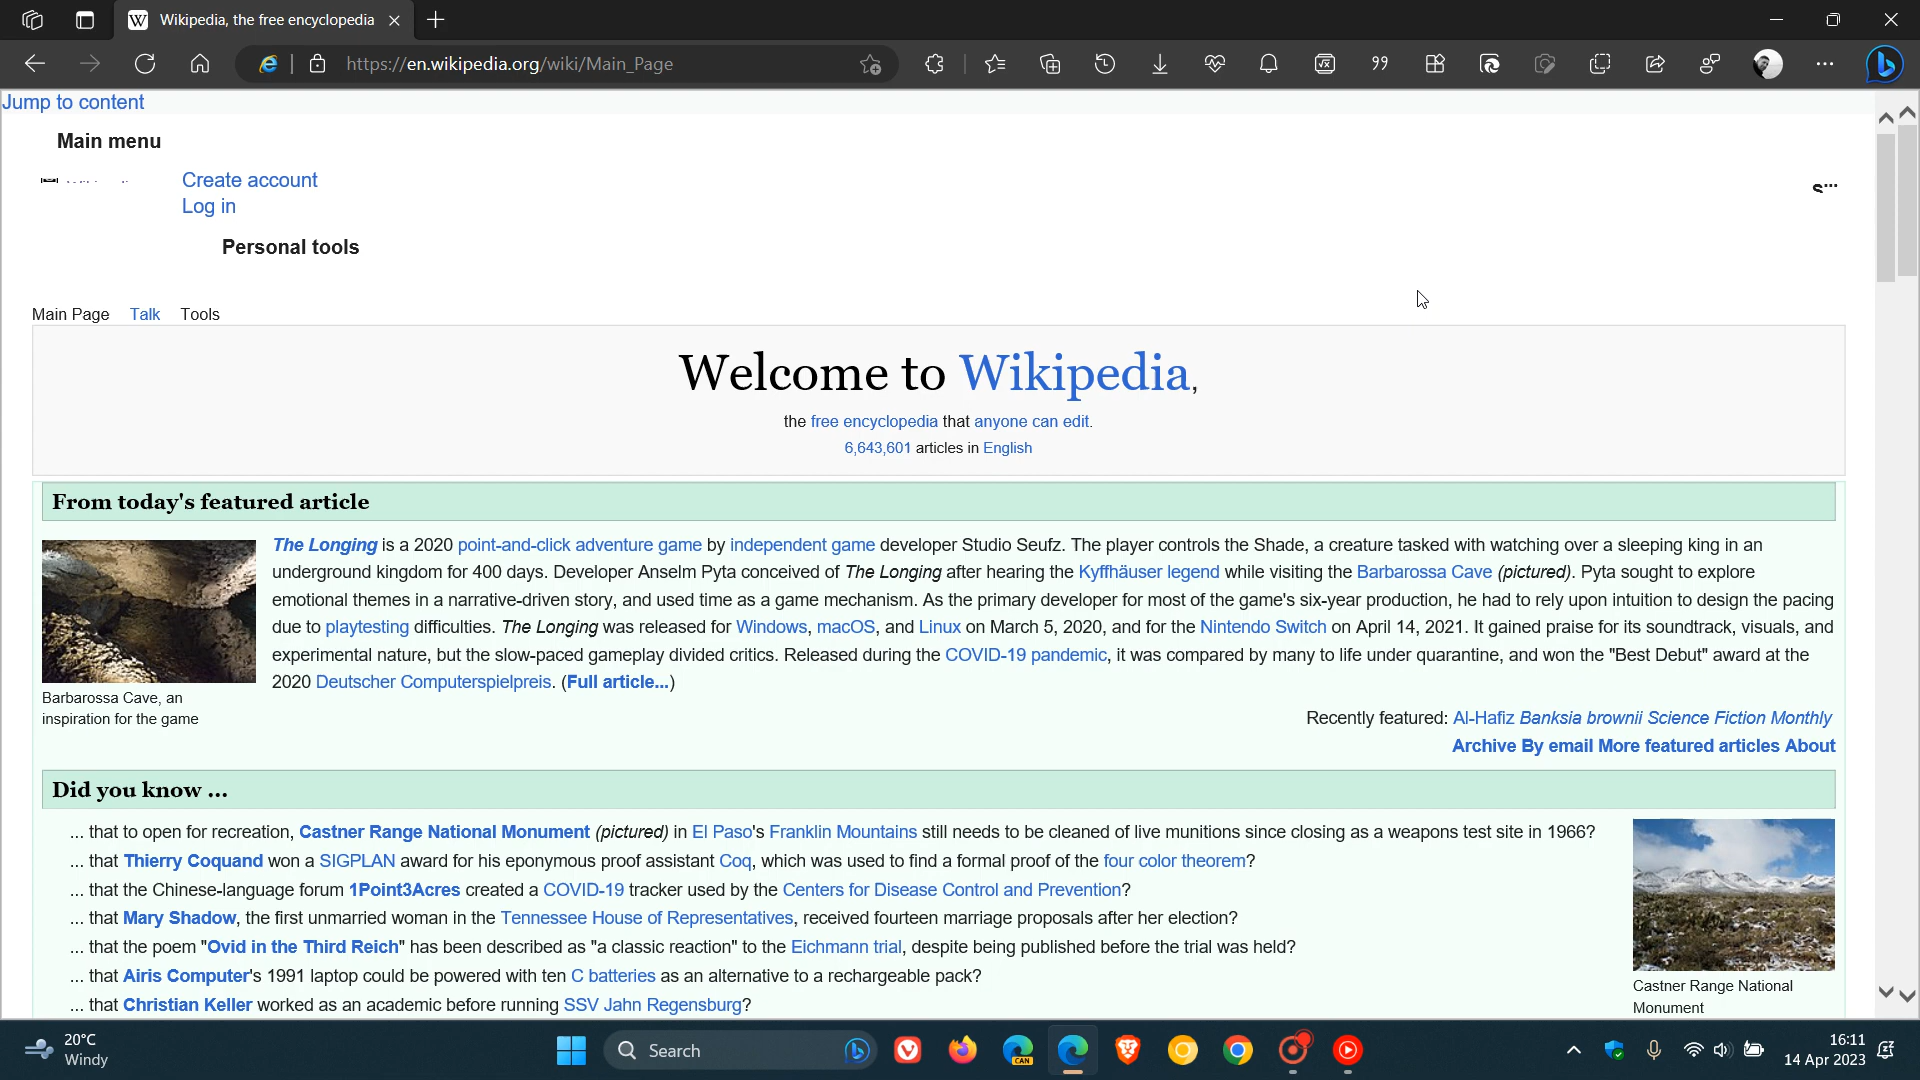 Wikipedia, the free encyclopedia
https://en.wikipedia.org/wiki/Main_Page
Jump to content
Main menu
Create account
Log in
Personal tools
Main Page Talk Tools
Welcome to Wikipedia,
the free encyclopedia that anyone can edit.
6,643,601 articles in English
From today's featured article
The Longing is a 2020 point-and-click adventure game by independent game developer Studio Seufz. The player controls the Shade, a creature tasked with watching over a sleeping king in an
underground kingdom for 400 days. Developer Anselm Pyta conceived of The Longing after hearing the Kyffhäuser legend while visiting the Barbarossa Cave (pictured). Pyta sought to explore
emotional themes in a narrative-driven story, and used time as a game mechanism. As the primary developer for most of the game's six-year production, he had to rely upon intuition to design the pacing
due to playtesting difficulties. The Longing was released for Windows, macOS, and Linux on March 5, 2020, and for the Nintendo Switch on April 14, 2021. It gained praise for its soundtrack, visuals, and
experimental nature, but the slow-paced gameplay divided critics. Released during the COVID-19 pandemic, it was compared by many to life under quarantine, and won the "Best Debut" award at the
2020 Deutscher Computerspielpreis. (Full article...)
Barbarossa Cave, an
inspiration for the game
Recently featured: Al-Hafiz Banksia brownii Science Fiction Monthly
Archive By email More featured articles About
Did you know ...
... that to open for recreation, Castner Range National Monument (pictured) in El Paso's Franklin Mountains still needs to be cleaned of live munitions since closing as a weapons test site in 1966?
... that Thierry Coquand won a SIGPLAN award for his eponymous proof assistant Coq, which was used to find a formal proof of the four color theorem?
... that the Chinese-language forum 1Point3Acres created a COVID-19 tracker used by the Centers for Disease Control and Prevention?
... that Mary Shadow, the first unmarried woman in the Tennessee House of Representatives, received fourteen marriage proposals after her election?
... that the poem "Ovid in the Third Reich" has been described as "a classic reaction" to the Eichmann trial, despite being published before the trial was held?
... that Airis Computer's 1991 laptop could be powered with ten C batteries as an alternative to a rechargeable pack?
... that Christian Keller worked as an academic before running SSV Jahn Regensburg?
Castner Range National
Monument
20°C
Windy
Search
CAN
16:11
14 Apr 2023